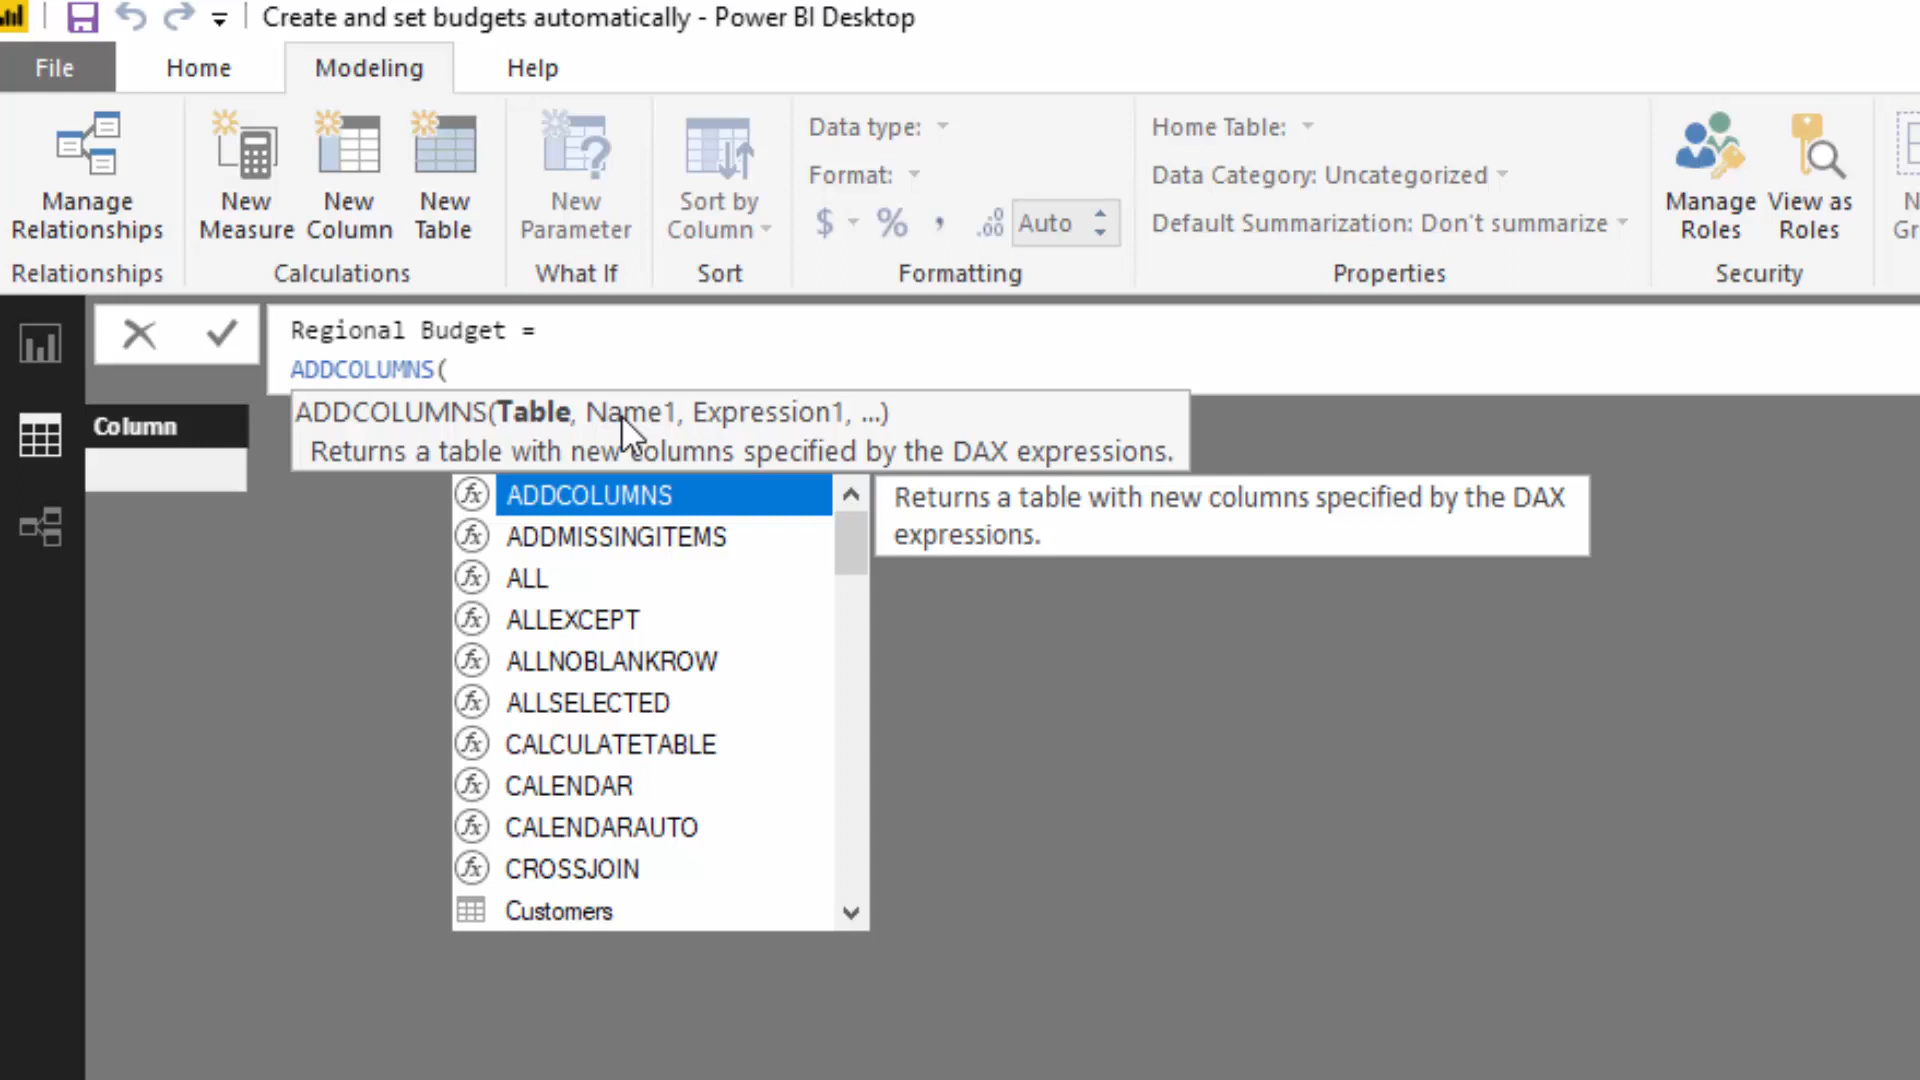 Create and set budgets automatically - Power BI Desktop
File Home Modeling Help
Manage Relationships
New Measure
New Column
New Table
New Parameter
Sort by Column
Data type:
Format:
$ % , .00 Auto
Home Table:
Data Category: Uncategorized
Default Summarization: Don't summarize
Manage Roles
View as Roles
Relationships Calculations What If Sort Formatting Properties Security
Regional Budget =
ADDCOLUMNS(
ADDCOLUMNS(Table, Name1, Expression1, ...)
Returns a table with new columns specified by the DAX expressions.
Column
ADDCOLUMNS
Returns a table with new columns specified by the DAX
expressions.
ADDMISSINGITEMS
ALL
ALLEXCEPT
ALLNOBLANKROW
ALLSELECTED
CALCULATETABLE
CALENDAR
CALENDARAUTO
CROSSJOIN
Customers